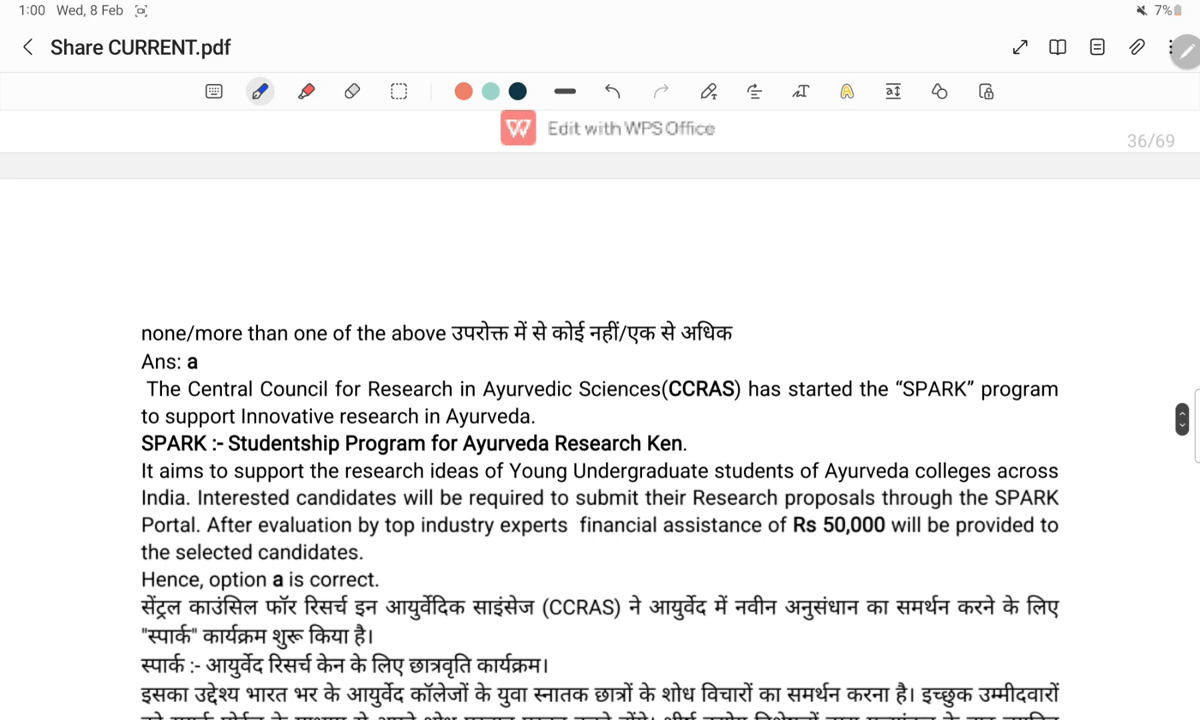 1:00 Wed, 8 Feb
7%
Share CURRENT.pdf
Edit with WPS Office
36/69
none/more than one of the above उपरोक्त में से कोई नहीं/एक से अधिक
Ans: a
The Central Council for Research in Ayurvedic Sciences(CCRAS) has started the “SPARK” program
to support Innovative research in Ayurveda.
SPARK :- Studentship Program for Ayurveda Research Ken.
It aims to support the research ideas of Young Undergraduate students of Ayurveda colleges across
India. Interested candidates will be required to submit their Research proposals through the SPARK
Portal. After evaluation by top industry experts financial assistance of Rs 50,000 will be provided to
the selected candidates.
Hence, option a is correct.
सेंट्रल काउंसिल फॉर रिसर्च इन आयुर्वेदिक साइंसेज (CCRAS) ने आयुर्वेद में नवीन अनुसंधान का समर्थन करने के लिए
"स्पार्क" कार्यक्रम शुरू किया है।
स्पार्क :- आयुर्वेद रिसर्च केन के लिए छात्रवृति कार्यक्रम।
इसका उद्देश्य भारत भर के आयुर्वेद कॉलेजों के युवा स्नातक छात्रों के शोध विचारों का समर्थन करना है। इच्छुक उम्मीदवारों